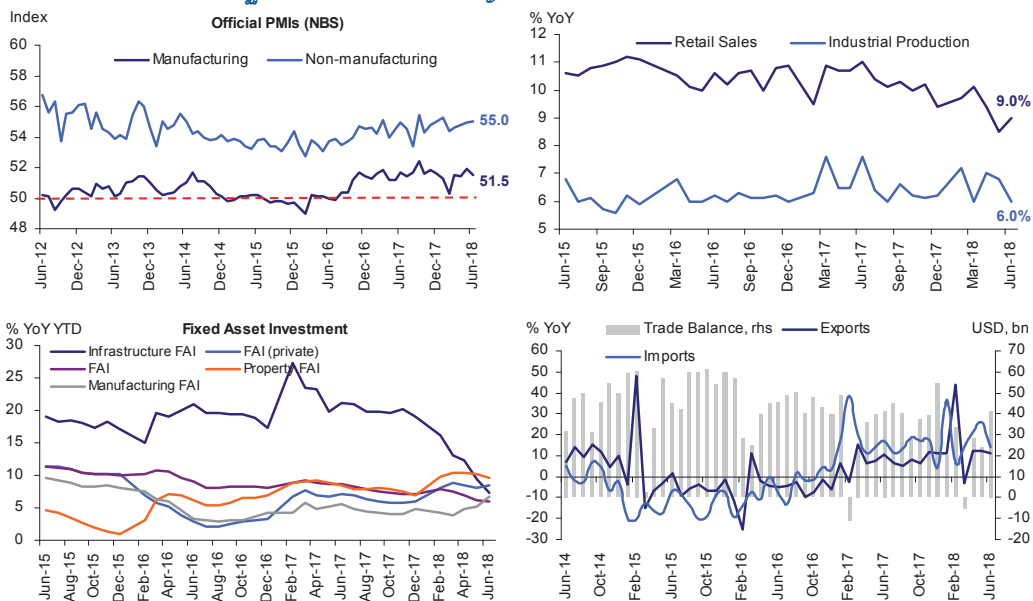 Index
Official PMIs (NBS)
Manufacturing
Non-manufacturing
60
58
56
54
52
50
48
55.0
51.5
Jun-12
Dec-12
Jun-13
Dec-13
Jun-14
Dec-14
Jun-15
Dec-15
Jun-16
Dec-16
Jun-17
Dec-17
Jun-18
% YoY
Retail Sales
Industrial Production
12
11
10
9
8
7
6
5
9.0%
6.0%
Jun-15
Sep-15
Dec-15
Mar-16
Jun-16
Sep-16
Dec-16
Mar-17
Jun-17
Sep-17
Dec-17
Mar-18
Jun-18
% YoY YTD
Fixed Asset Investment
Infrastructure FAI
FAI (private)
FAI
Property FAI
Manufacturing FAI
30
25
20
15
10
5
0
Jun-15
Aug-15
Oct-15
Dec-15
Feb-16
Apr-16
Jun-16
Aug-16
Oct-16
Dec-16
Feb-17
Apr-17
Jun-17
Aug-17
Oct-17
Dec-17
Feb-18
Apr-18
Jun-18
% YoY
Trade Balance, rhs
Exports
USD, bn
Imports
60
50
40
30
20
10
0
-10
-20
-30
70
60
50
40
30
20
10
0
-10
-20
Jun-14
Oct-14
Feb-15
Jun-15
Oct-15
Feb-16
Jun-16
Oct-16
Feb-17
Jun-17
Oct-17
Feb-18
Jun-18